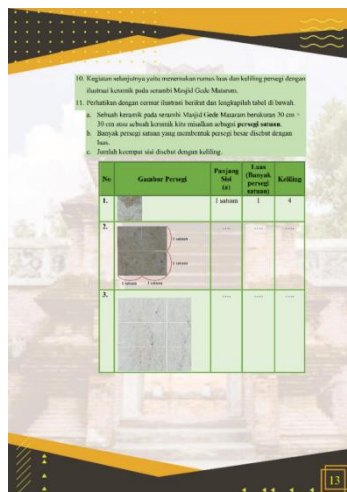 10. Kegiatan selanjutnya yaitu menemukan rumus luas dan keliling persegi dengan
ilustrasi keramik pada serambi Masjid Gede Mataram.
11. Perhatikan dengan cermat ilustrasi berikut dan lengkapilah tabel di bawah.
a. Sebuah keramik pada serambi Masjid Gede Mataram berukuran 30 cm ×
30 cm atau sebuah keramik kita misalkan sebagai persegi satuan.
b. Banyak persegi satuan yang membentuk persegi besar disebut dengan
luas.
c. Jumlah keempat sisi disebut dengan keliling.
No Gambar Persegi Panjang Sisi (s) Luas (Banyak persegi satuan) Keliling
1. 1 satuan 1 4
2. .... .... ....
1 satuan
1 satuan
1 satuan 1 satuan
3. .... .... ....
13